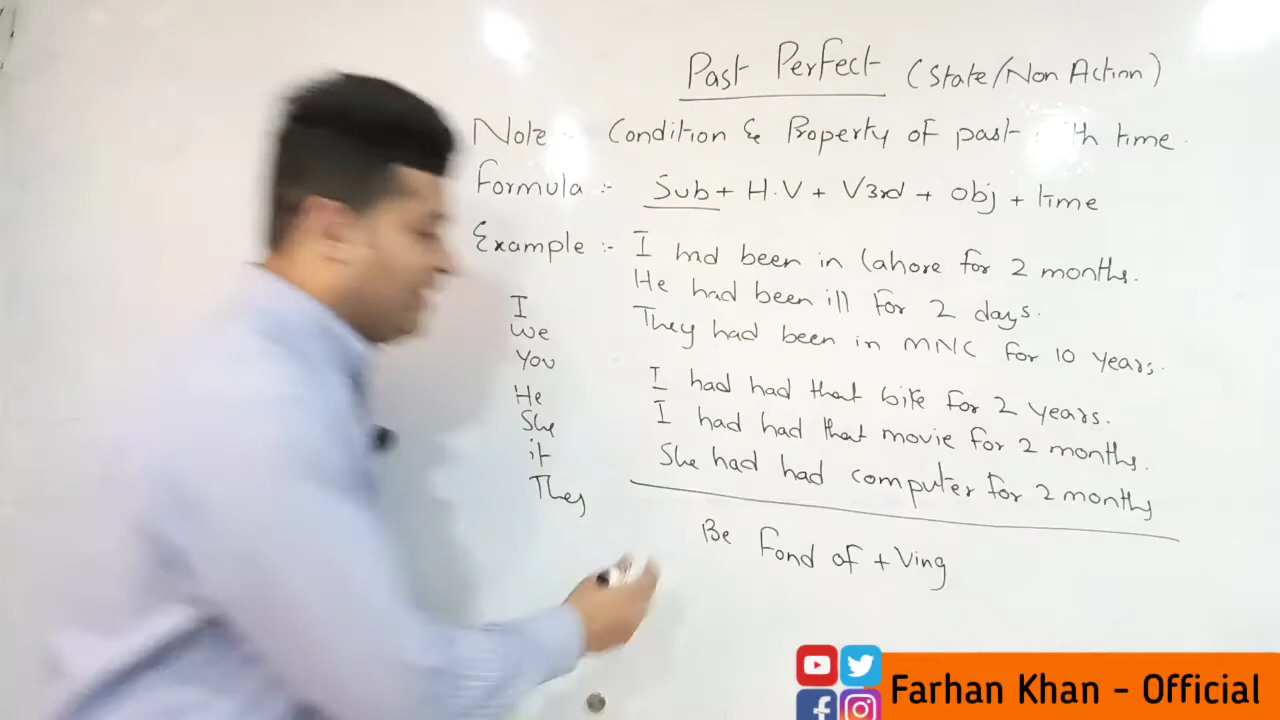 Past Perfect (State/Non Action)
Note :- Condition & Property of past with time.
Formula :- Sub + H.V + V3rd + Obj + time
Example :- I had been in Lahore for 2 months.
He had been ill for 2 days.
They had been in MNC for 10 years.
I had had that bike for 2 years.
I had had that movie for 2 months.
She had had computer for 2 months
I
We
You
He
She
it
They
Be fond of + Ving
Farhan Khan - Official